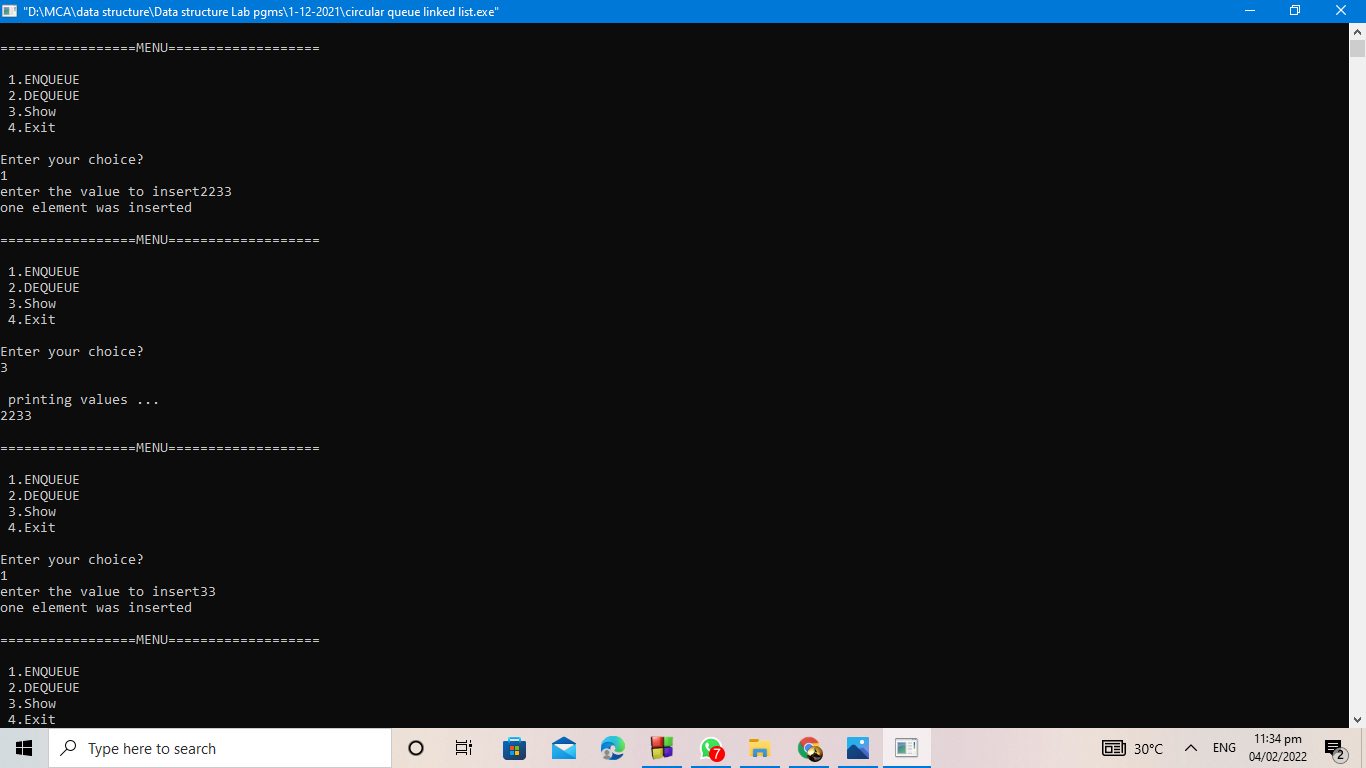 "D:\MCA\data structure\Data structure Lab pgms\1-12-2021\circular queue linked list.exe"
=================MENU===================
1.ENQUEUE
2.DEQUEUE
3.Show
4.Exit
Enter your choice?
1
enter the value to insert2233
one element was inserted
=================MENU===================
1.ENQUEUE
2.DEQUEUE
3.Show
4.Exit
Enter your choice?
3
printing values ...
2233
=================MENU===================
1.ENQUEUE
2.DEQUEUE
3.Show
4.Exit
Enter your choice?
1
enter the value to insert33
one element was inserted
=================MENU===================
1.ENQUEUE
2.DEQUEUE
3.Show
4.Exit
Type here to search
7
30°C
ENG
11:34 pm
04/02/2022
2